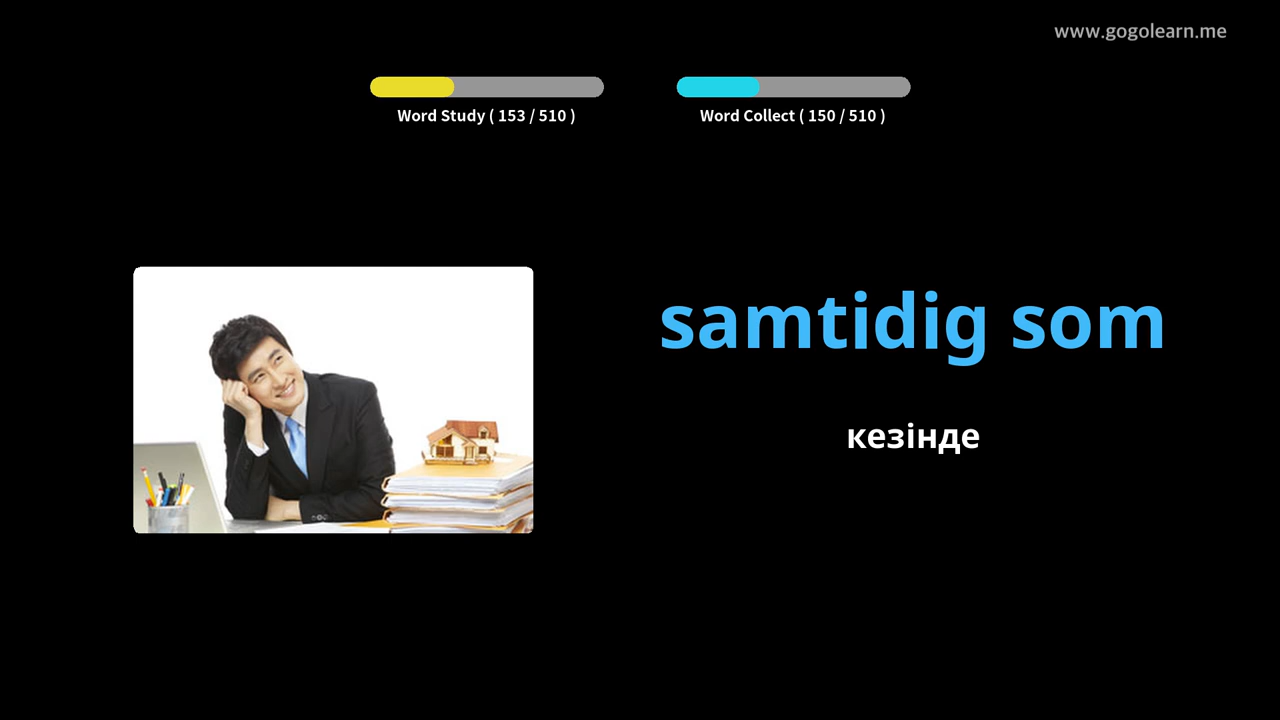 www.gogolearn.me
Word Study ( 153 / 510 )
Word Collect ( 150 / 510 )
samtidig som
кезінде